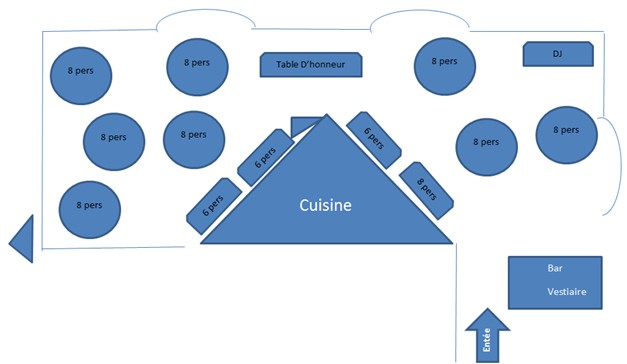 8 pers
8 pers
Table D'honneur
8 pers
DJ
8 pers
8 pers
6 pers
6 pers
8 pers
8 pers
8 pers
6 pers
8 pers
Cuisine
Bar
Vestiaire
Entée